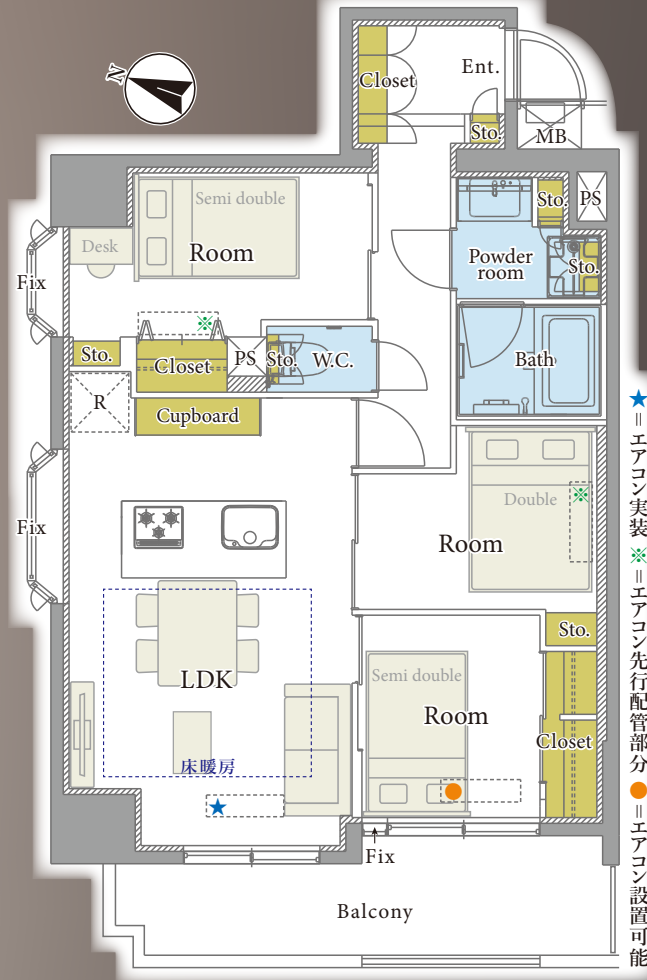 N
Closet
Ent.
Sto.
MB
Semi double
Desk
Room
Fix
※
Sto.
PS
Powder
room
Sto.
Sto.
Closet
PS
Sto.
W.C.
Bath
R
Cupboard
Fix
Double
※
Room
Sto.
LDK
床暖房
★
Semi double
Room
Closet
●
Fix
Balcony
★=エアコン実装 ※=エアコン先行配管部分 ●=エアコン設置可能